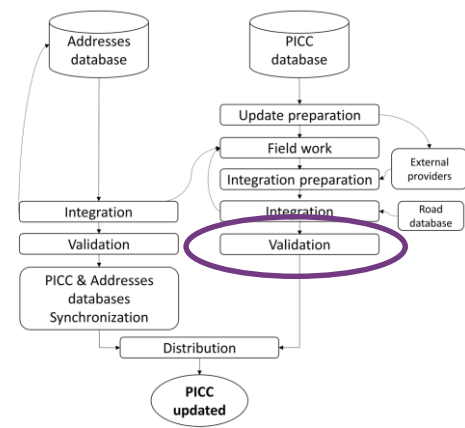 Addresses
database
PICC
database
Update preparation
Field work
External
providers
Integration preparation
Integration
Integration
Road
database
Validation
Validation
PICC & Addresses
databases
Synchronization
Distribution
PICC
updated